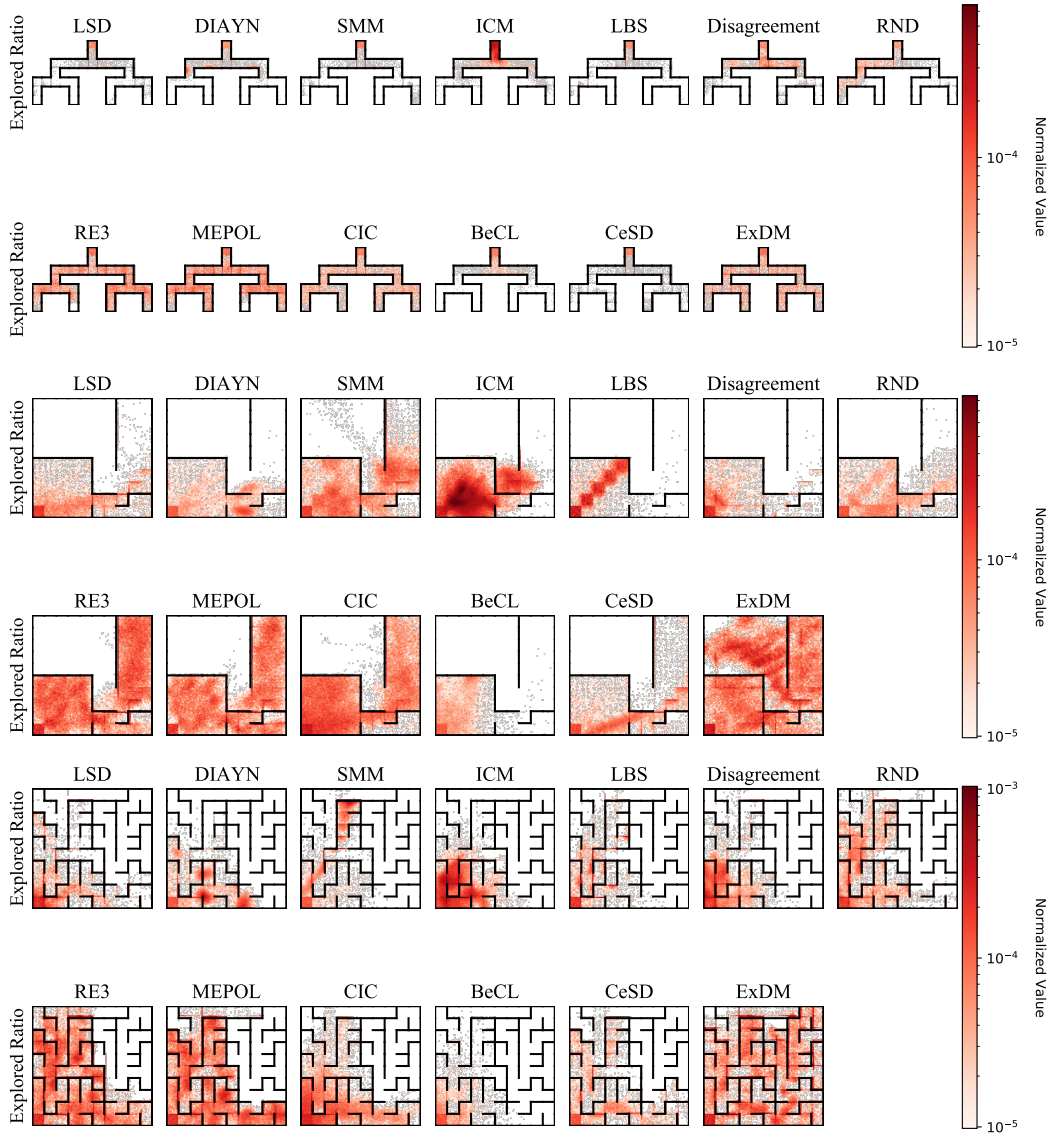 LSD DIAYN SMM ICM LBS Disagreement RND
Explored Ratio
10⁻⁴
Normalized Value
RE3 MEPOL CIC BeCL CeSD ExDM
Explored Ratio
10⁻⁵
LSD DIAYN SMM ICM LBS Disagreement RND
Explored Ratio
10⁻⁴
Normalized Value
RE3 MEPOL CIC BeCL CeSD ExDM
Explored Ratio
10⁻⁵
LSD DIAYN SMM ICM LBS Disagreement RND
10⁻³
Explored Ratio
10⁻⁴
Normalized Value
RE3 MEPOL CIC BeCL CeSD ExDM
Explored Ratio
10⁻⁵